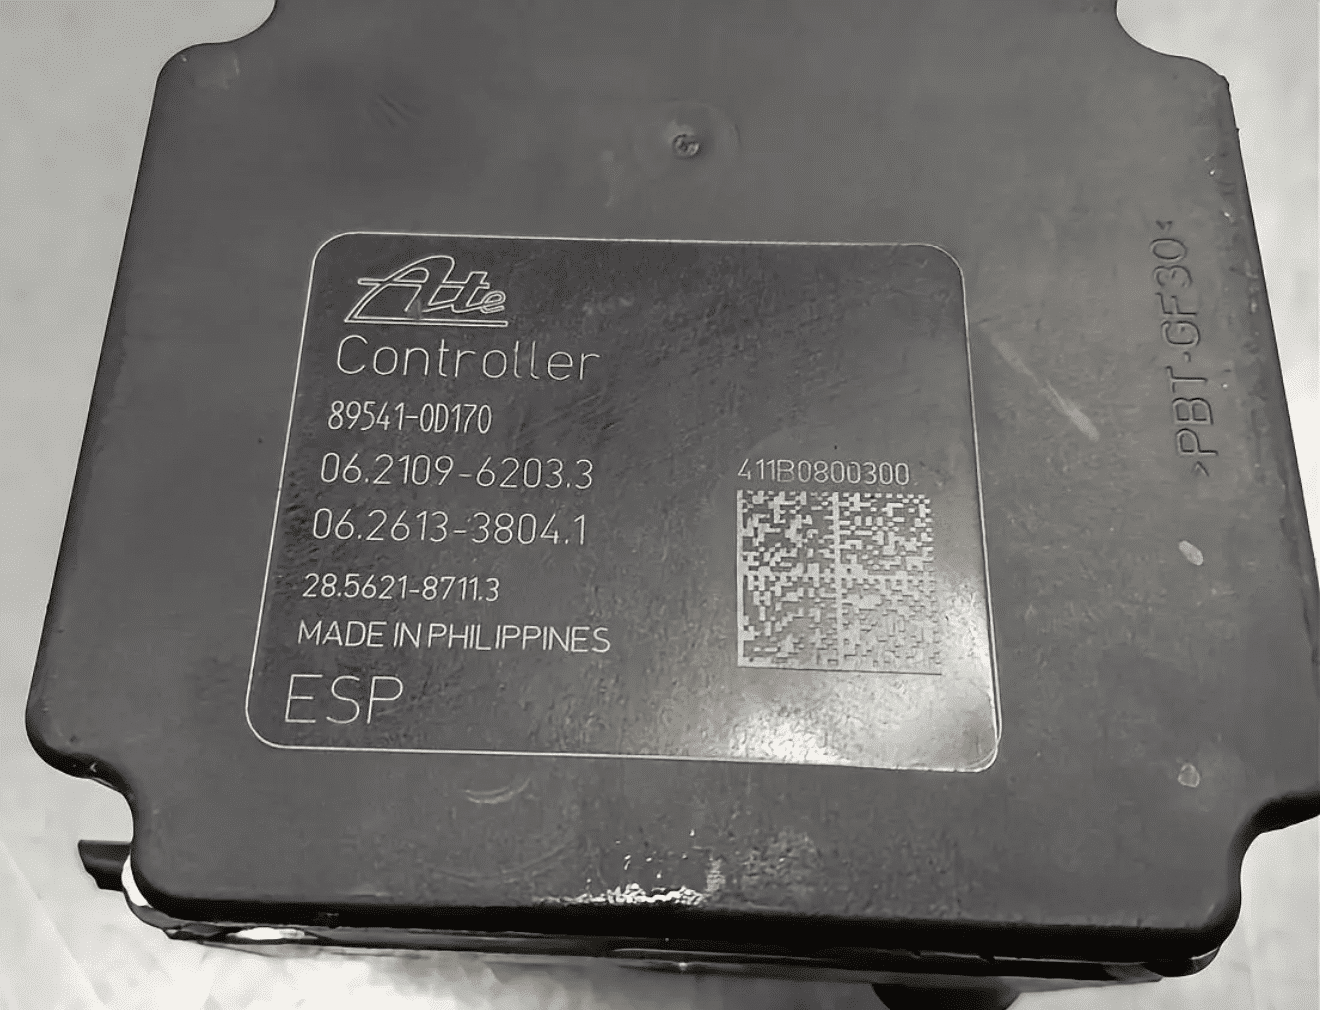 Ate
Controller
89541-0D170
06.2109-6203.3
06.2613-3804.1
28.5621-8711.3
MADE IN PHILIPPINES
ESP
411B0800300
>PBT-GF30<